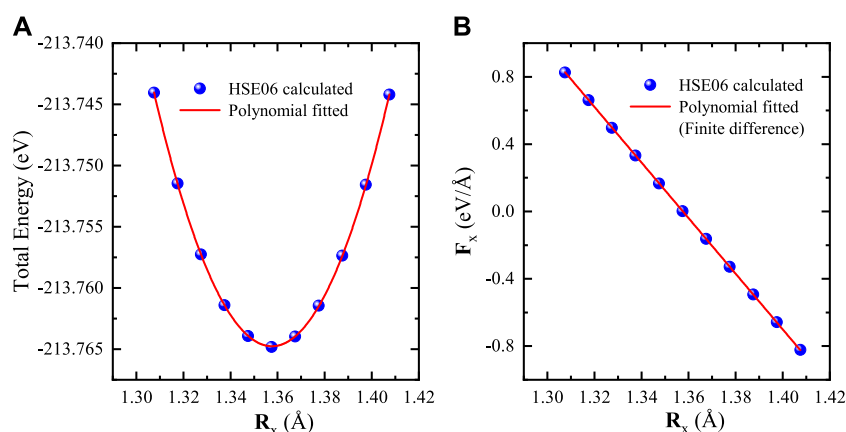 A
-213.740
-213.745
-213.750
-213.755
-213.760
-213.765
Total Energy (eV)
HSE06 calculated
Polynomial fitted
1.30 1.32 1.34 1.36 1.38 1.40 1.42
Rx (Å)
B
0.8
0.4
0.0
-0.4
-0.8
Fx (eV/Å)
HSE06 calculated
Polynomial fitted
(Finite difference)
1.30 1.32 1.34 1.36 1.38 1.40 1.42
Rx (Å)